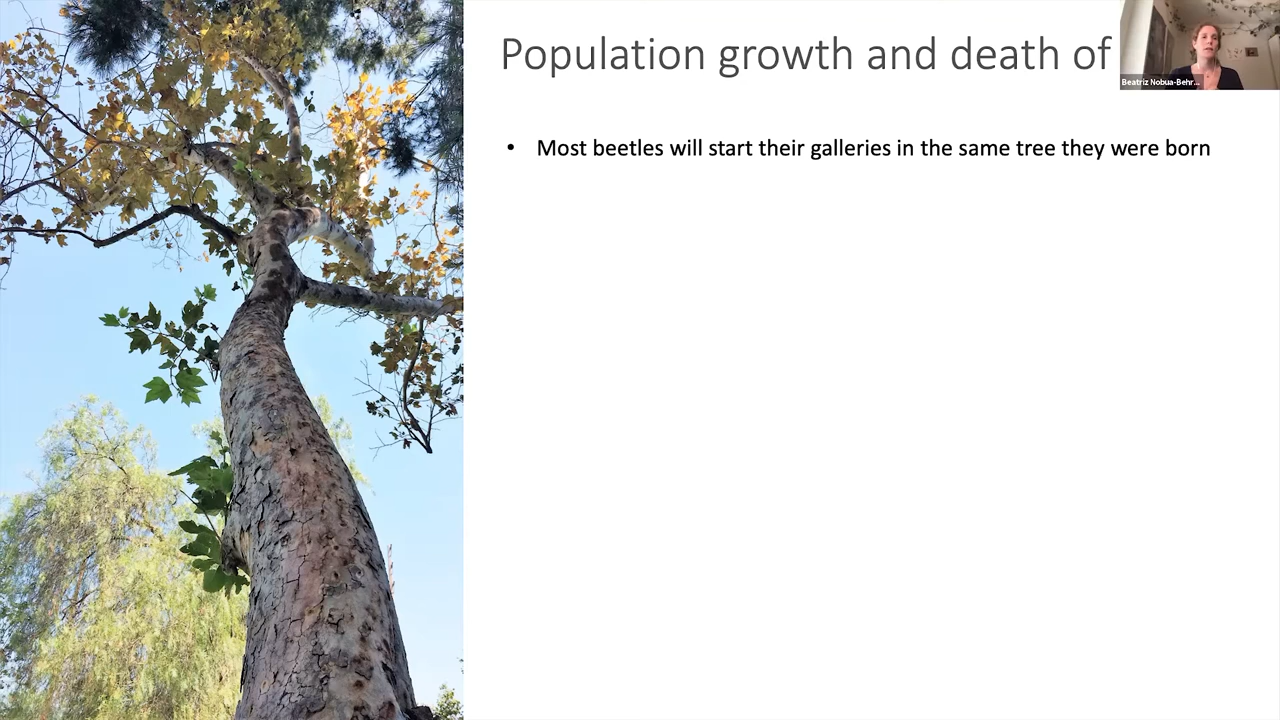 Population growth and death of
Beatriz Nobua-Behr...
• Most beetles will start their galleries in the same tree they were born